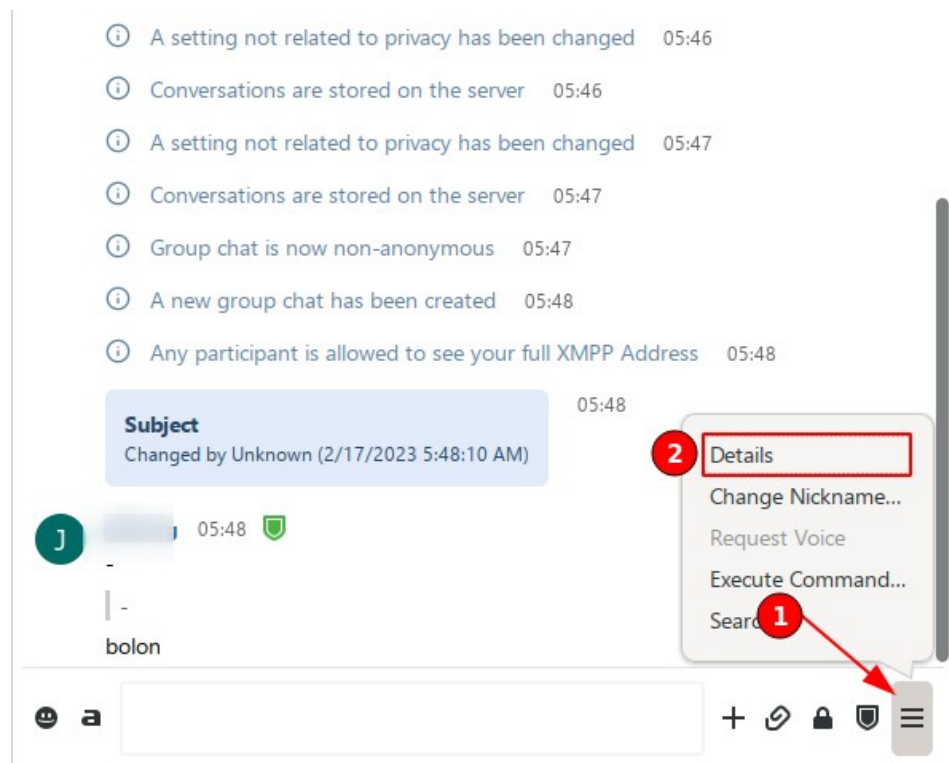 A setting not related to privacy has been changed 05:46
Conversations are stored on the server 05:46
A setting not related to privacy has been changed 05:47
Conversations are stored on the server 05:47
Group chat is now non-anonymous 05:47
A new group chat has been created 05:48
Any participant is allowed to see your full XMPP Address 05:48
Subject 05:48
Changed by Unknown (2/17/2023 5:48:10 AM)
J 05:48
-
-
bolon
2 Details
Change Nickname...
Request Voice
Execute Command...
1
a